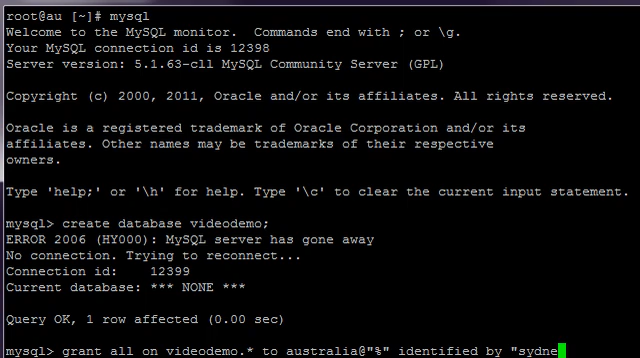 root@au [~]# mysql
Welcome to the MySQL monitor.  Commands end with ; or \g.
Your MySQL connection id is 12398
Server version: 5.1.63-cll MySQL Community Server (GPL)
Copyright (c) 2000, 2011, Oracle and/or its affiliates. All rights reserved.
Oracle is a registered trademark of Oracle Corporation and/or its
affiliates. Other names may be trademarks of their respective
owners.
Type 'help;' or '\h' for help. Type '\c' to clear the current input statement.
mysql> create database videodemo;
ERROR 2006 (HY000): MySQL server has gone away
No connection. Trying to reconnect...
Connection id:    12399
Current database: *** NONE ***
Query OK, 1 row affected (0.00 sec)
mysql> grant all on videodemo.* to australia@"%" identified by "sydne